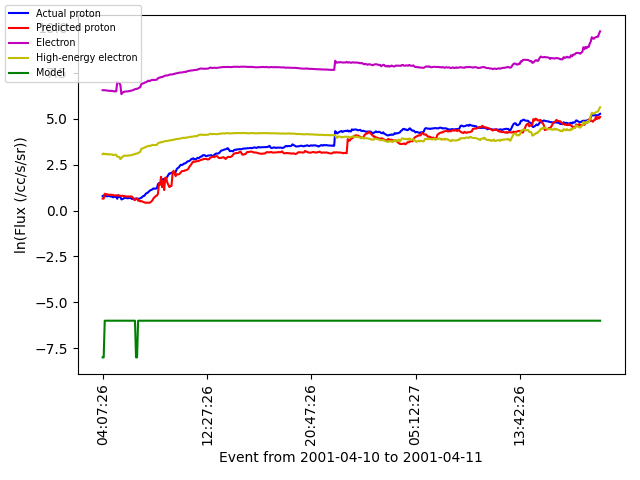 Actual proton
Predicted proton
Electron
High-energy electron
Model
5.0
2.5
0.0
−2.5
−5.0
−7.5
ln(Flux (/cc/s/sr))
04:07:26
12:27:26
20:47:26
05:12:27
13:42:26
Event from 2001-04-10 to 2001-04-11